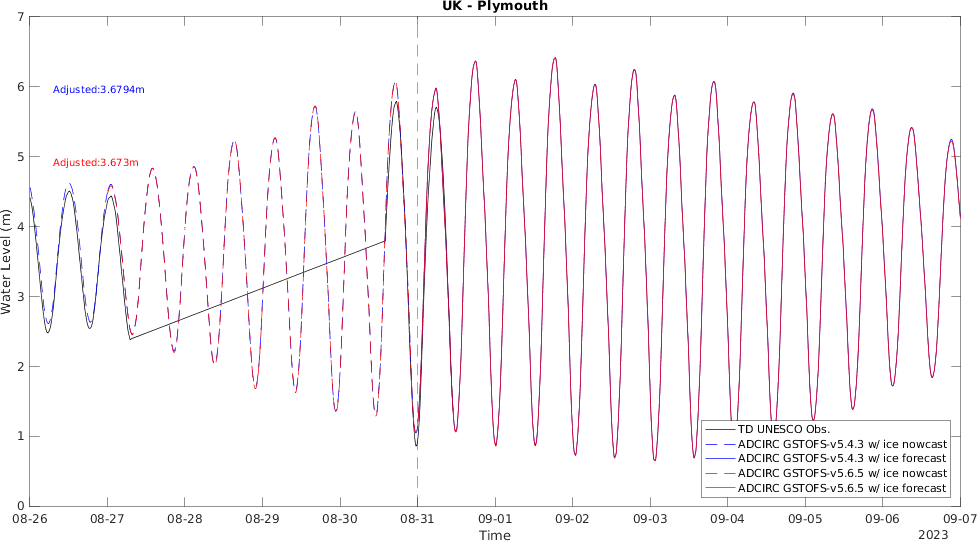 UK - Plymouth
7
6
5
4
3
2
1
0
Water Level (m)
Adjusted:3.6794m
Adjusted:3.673m
TD UNESCO Obs.
ADCIRC GSTOFS-v5.4.3 w/ ice nowcast
ADCIRC GSTOFS-v5.4.3 w/ ice forecast
ADCIRC GSTOFS-v5.6.5 w/ ice nowcast
ADCIRC GSTOFS-v5.6.5 w/ ice forecast
08-26 08-27 08-28 08-29 08-30 08-31 09-01 09-02 09-03 09-04 09-05 09-06 09-07
Time
2023